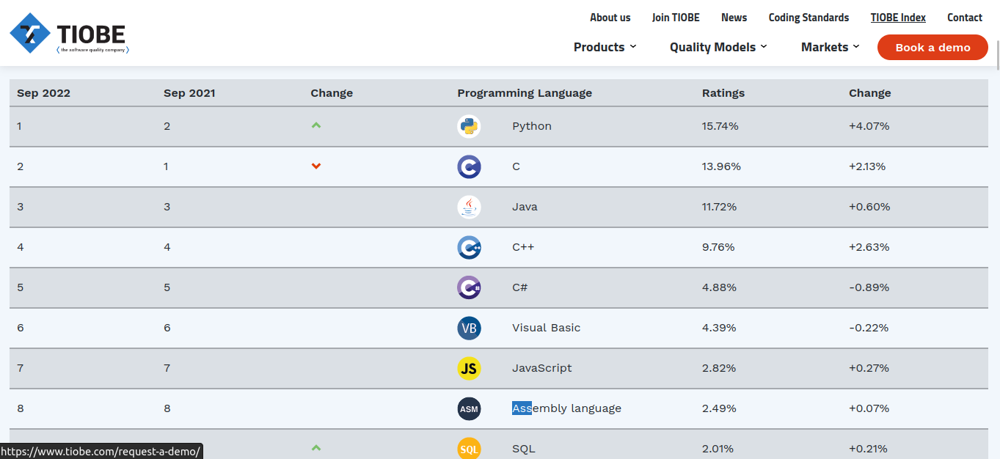 About us Join TIOBE News Coding Standards TIOBE Index Contact
TIOBE
(the software quality company)
Products Quality Models Markets Book a demo
Sep 2022 Sep 2021 Change Programming Language Ratings Change
1 2 Python 15.74% +4.07%
2 1 C C 13.96% +2.13%
3 3 Java 11.72% +0.60%
4 4 C++ C++ 9.76% +2.63%
5 5 C# C# 4.88% -0.89%
6 6 VB Visual Basic 4.39% -0.22%
7 7 JS JavaScript 2.82% +0.27%
8 8 ASM Assembly language 2.49% +0.07%
SQL SQL 2.01% +0.21%
https://www.tiobe.com/request-a-demo/